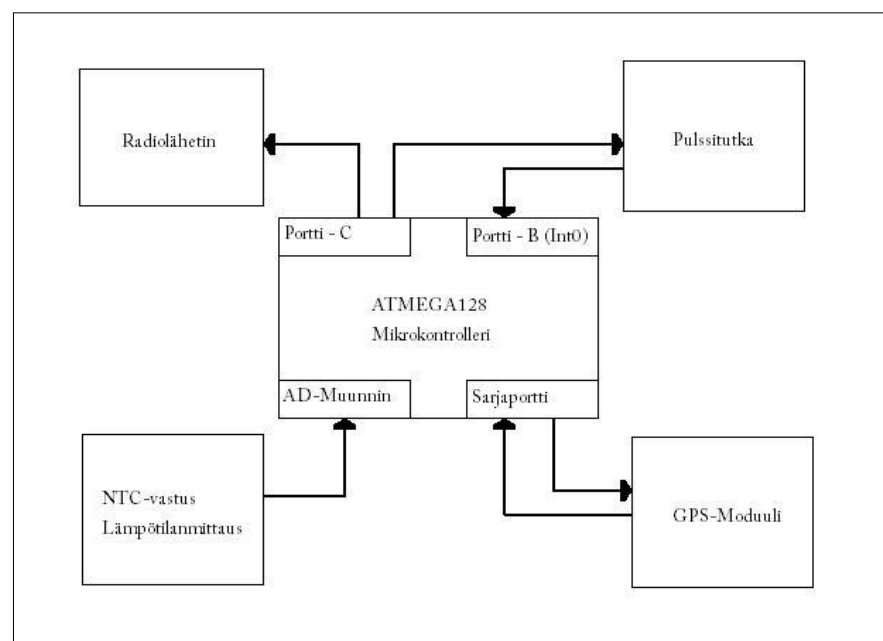 Radiolähetin
Pulssitutka
Portti - C
Portti - B (Int0)
ATMEGA128
Mikrokontrolleri
AD-Muunnin
Sarjaportti
NTC-vastus
Lämpötilanmittaus
GPS-Moduuli